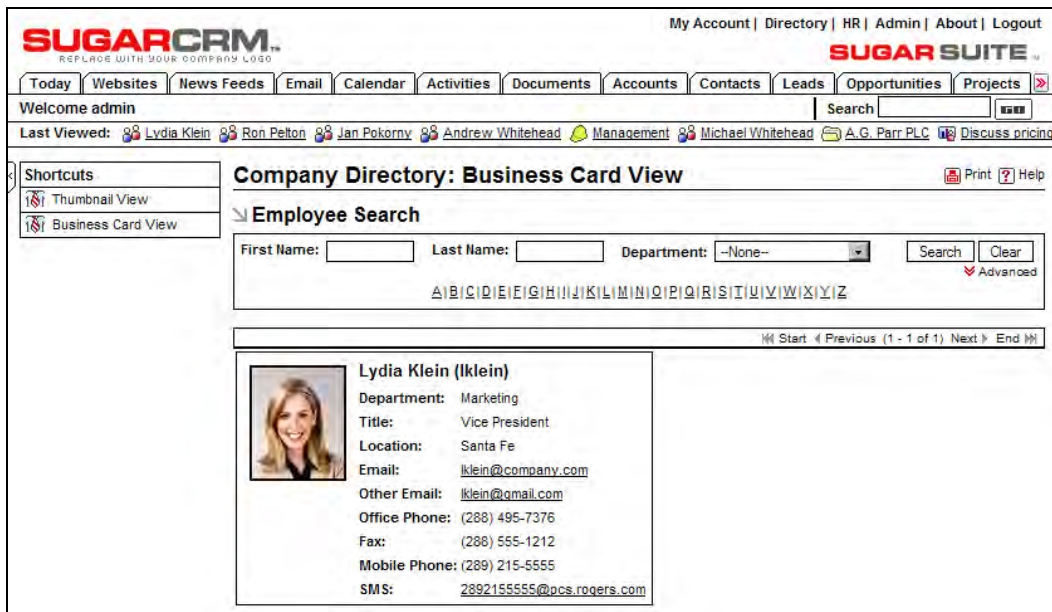 My Account | Directory | HR | Admin | About | Logout
SUGARCRM™
REPLACE WITH YOUR COMPANY LOGO
SUGAR SUITE
Today Websites News Feeds Email Calendar Activities Documents Accounts Contacts Leads Opportunities Projects
Welcome admin Search GO
Last Viewed: Lydia Klein Ron Pelton Jan Pokorny Andrew Whitehead Management Michael Whitehead A.G. Parr PLC Discuss pricing
Shortcuts
Thumbnail View
Business Card View
Company Directory: Business Card View Print ? Help
Employee Search
First Name: Last Name: Department: --None-- Search Clear
Advanced
A|B|C|D|E|F|G|H|I|J|K|L|M|N|O|P|Q|R|S|T|U|V|W|X|Y|Z
Start Previous (1 - 1 of 1) Next End
Lydia Klein (lklein)
Department: Marketing
Title: Vice President
Location: Santa Fe
Email: lklein@company.com
Other Email: lklein@gmail.com
Office Phone: (288) 495-7376
Fax: (288) 555-1212
Mobile Phone: (289) 215-5555
SMS: 2892155555@pcs.rogers.com